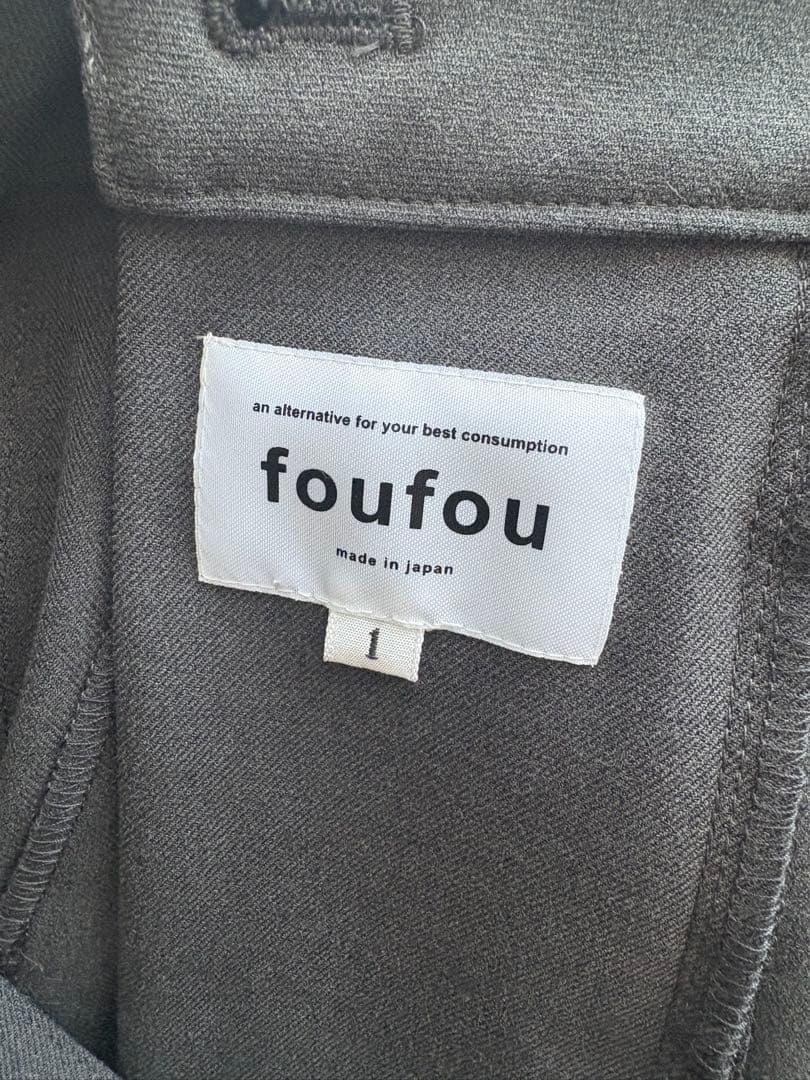 an alternative for your best consumption
foufou
made in japan
1